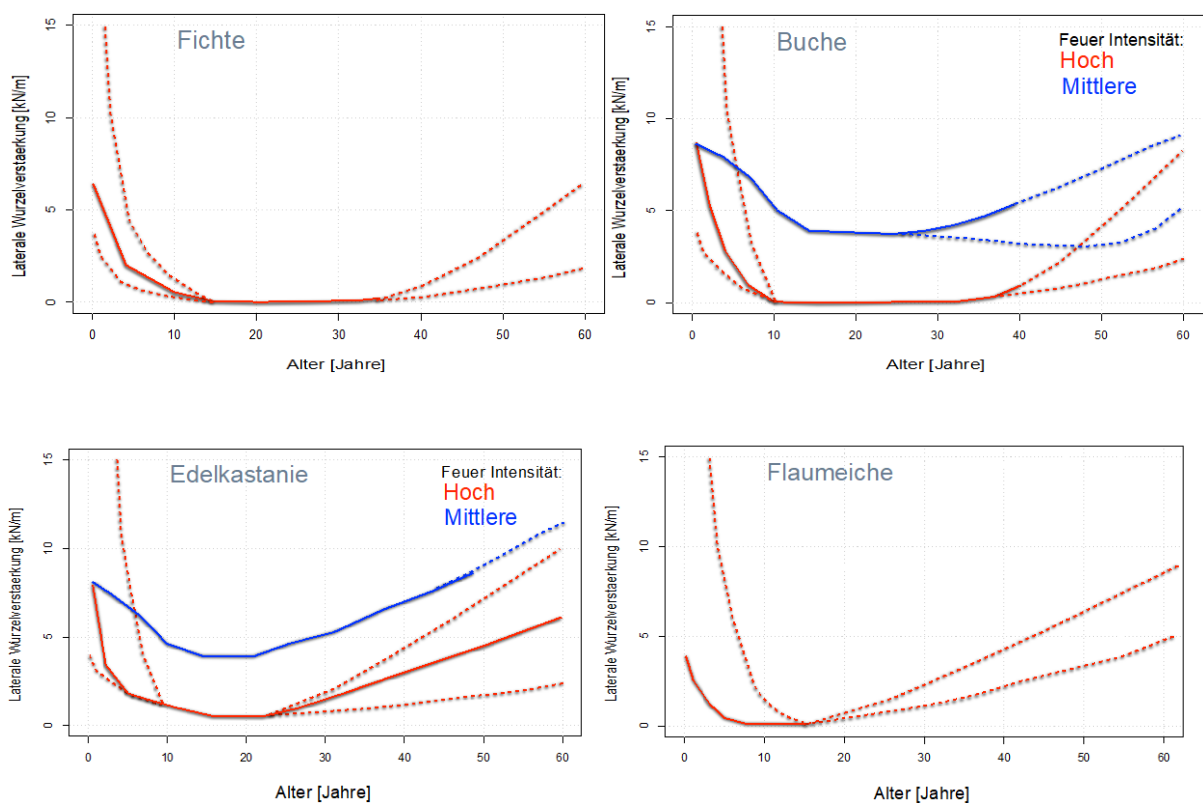 Fichte
Laterale Wurzelverstaerkung [kN/m]
15
10
5
0
0 10 20 30 40 50 60
Alter [Jahre]
Buche
Feuer Intensität:
Hoch
Mittlere
Laterale Wurzelverstaerkung [kN/m]
15
10
5
0
0 10 20 30 40 50 60
Alter [Jahre]
Edelkastanie
Feuer Intensität:
Hoch
Mittlere
Laterale Wurzelverstaerkung [kN/m]
15
10
5
0
0 10 20 30 40 50 60
Alter [Jahre]
Flaumeiche
Laterale Wurzelverstaerkung [kN/m]
15
10
5
0
0 10 20 30 40 50 60
Alter [Jahre]